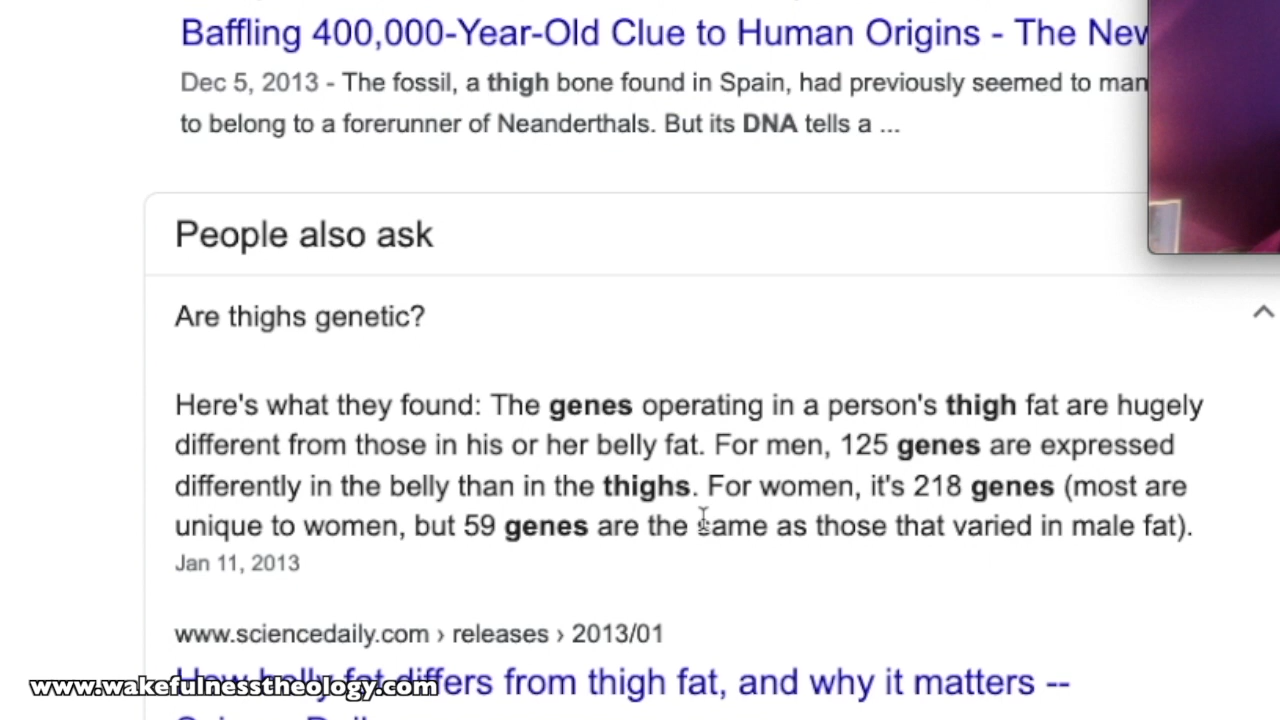 Baffling 400,000-Year-Old Clue to Human Origins - The New
Dec 5, 2013 - The fossil, a thigh bone found in Spain, had previously seemed to man
to belong to a forerunner of Neanderthals. But its DNA tells a ...
People also ask
Are thighs genetic?
Here's what they found: The genes operating in a person's thigh fat are hugely
different from those in his or her belly fat. For men, 125 genes are expressed
differently in the belly than in the thighs. For women, it's 218 genes (most are
unique to women, but 59 genes are the same as those that varied in male fat).
Jan 11, 2013
www.sciencedaily.com › releases › 2013/01
How belly fat differs from thigh fat, and why it matters --
www.wakefulnesstheology.com